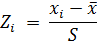 Zᵢ = (xᵢ − x̄) / S